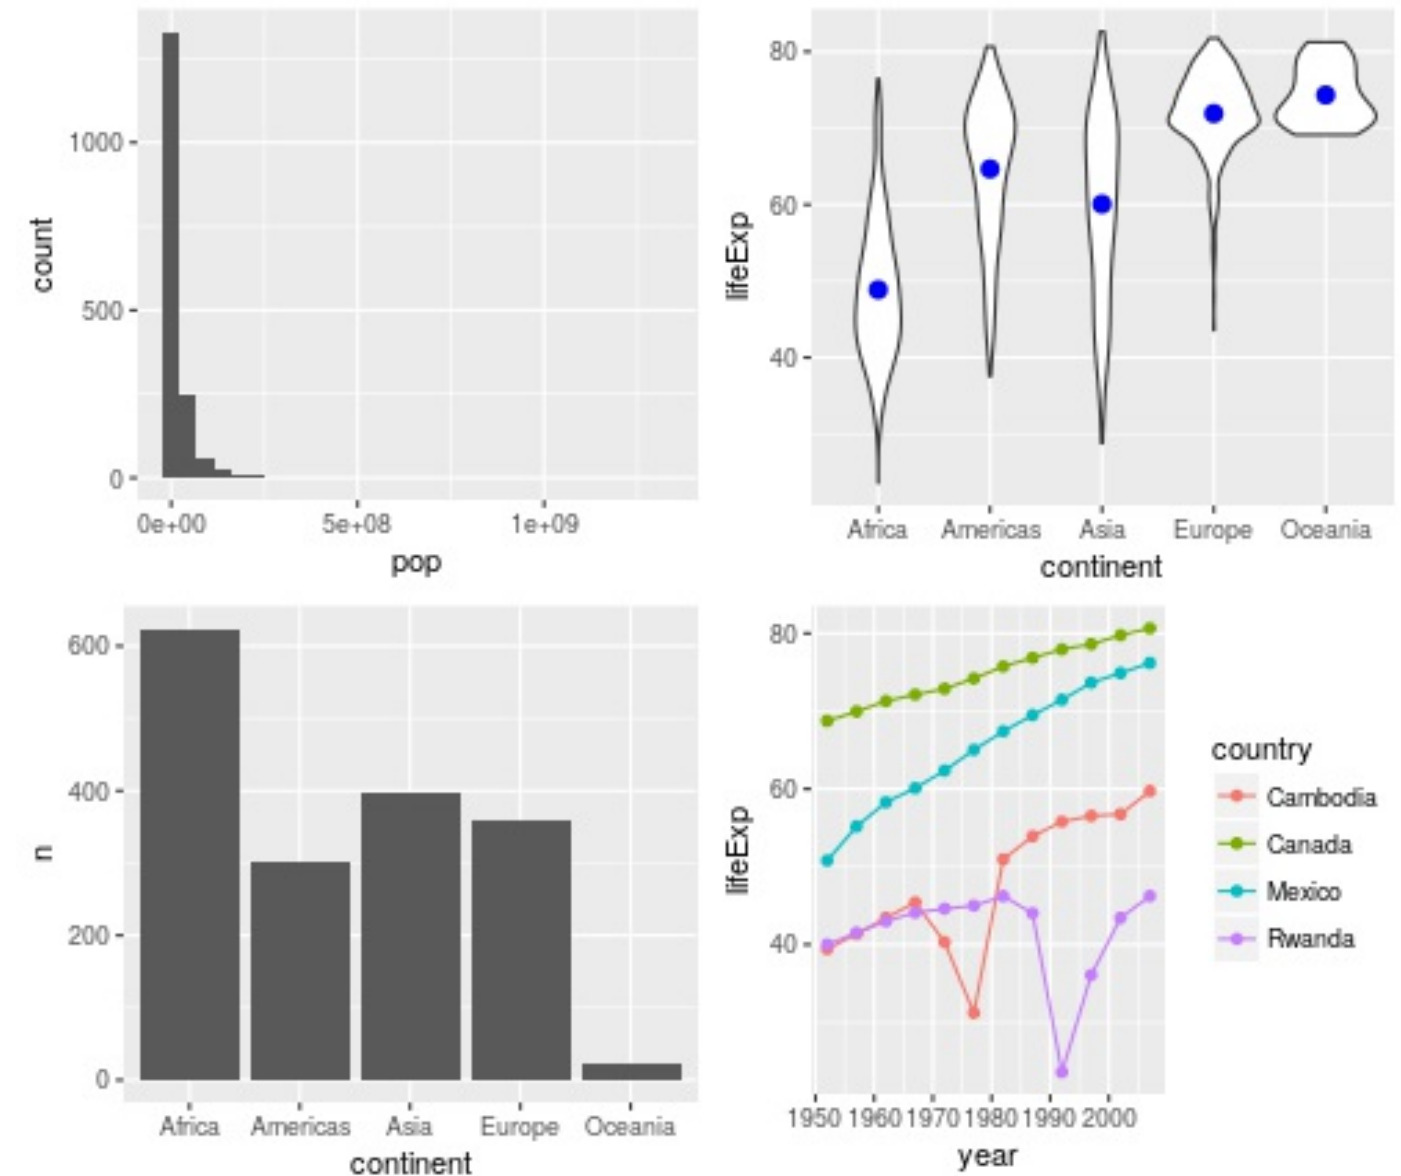 1000
500
0
count
0e+00 5e+08 1e+09
pop
80
60
40
lifeExp
Africa Americas Asia Europe Oceania
continent
600
400
200
0
n
Africa Americas Asia Europe Oceania
continent
80
60
40
lifeExp
1950 1960 1970 1980 1990 2000
year
country
Cambodia
Canada
Mexico
Rwanda